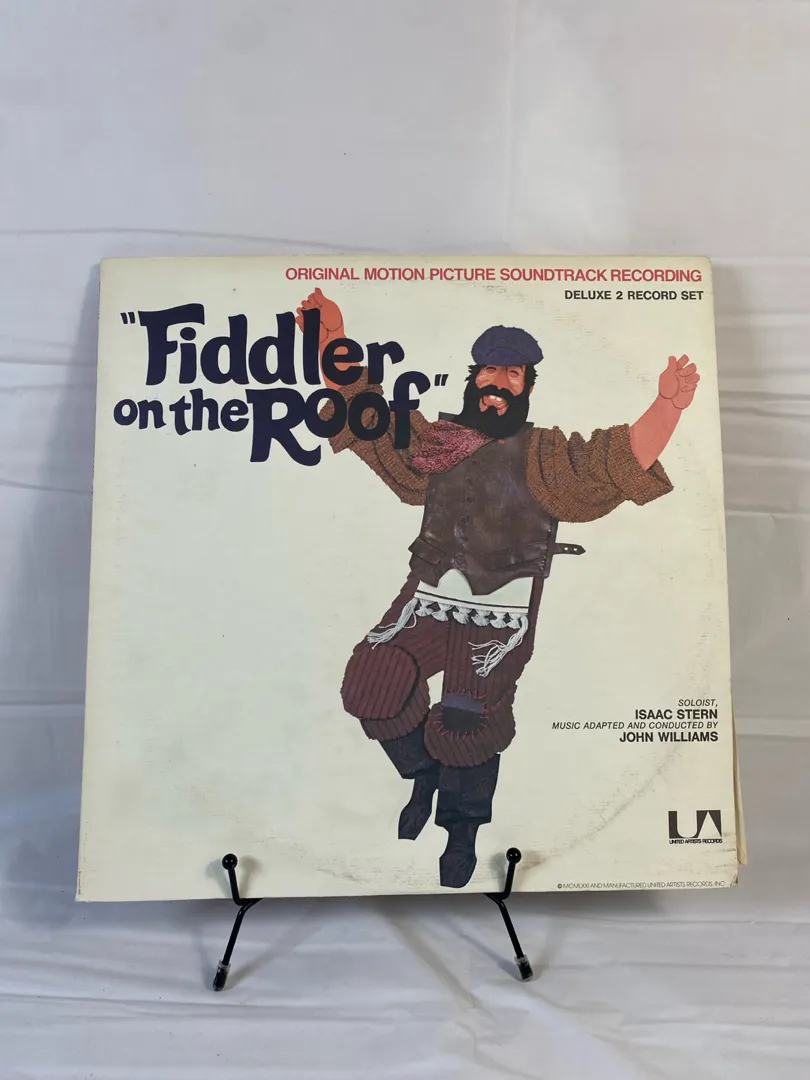 ORIGINAL MOTION PICTURE SOUNDTRACK RECORDING
DELUXE 2 RECORD SET
"Fiddler
on the Roof"
SOLOIST,
ISAAC STERN
MUSIC ADAPTED AND CONDUCTED BY
JOHN WILLIAMS
UA
UNITED ARTISTS RECORDS
© MCMLXXI AND MANUFACTURED UNITED ARTISTS RECORDS, INC